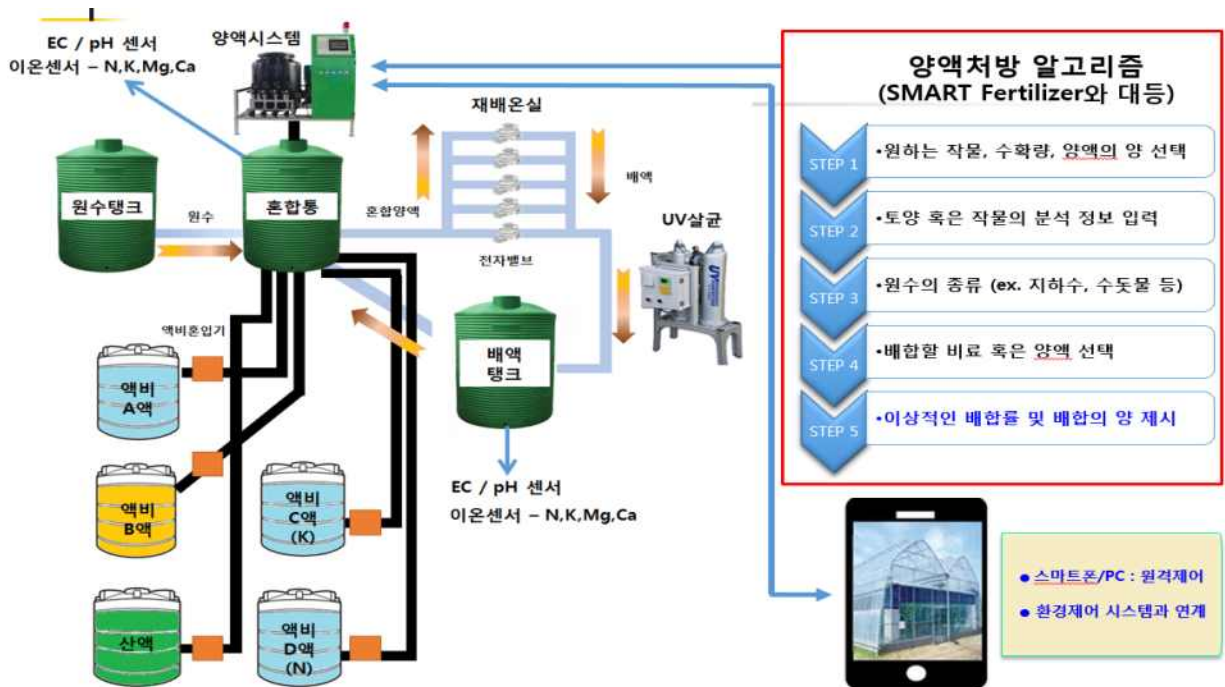 EC / pH 센서
이온센서 – N,K,Mg,Ca
양액시스템
재배온실
원수탱크
원수
혼합통
혼합양액
배액
UV살균
UV
전자밸브
액비혼입기
배액
탱크
액비
A액
액비
B액
액비
C액
(K)
산액
액비
D액
(N)
EC / pH 센서
이온센서 – N,K,Mg,Ca
양액처방 알고리즘
(SMART Fertilizer와 대등)
STEP 1
•원하는 작물, 수확량, 양액의 양 선택
STEP 2
•토양 혹은 작물의 분석 정보 입력
STEP 3
•원수의 종류 (ex. 지하수, 수돗물 등)
STEP 4
•배합할 비료 혹은 양액 선택
STEP 5
•이상적인 배합률 및 배합의 양 제시
● 스마트폰/PC : 원격제어
● 환경제어 시스템과 연계